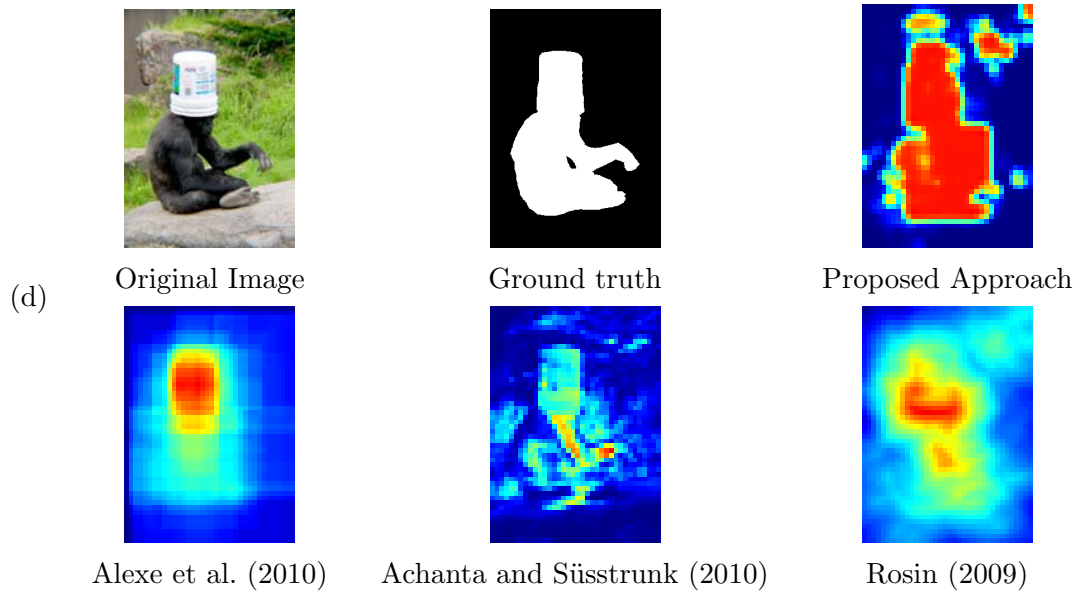 Original Image
Ground truth
Proposed Approach
(d)
Alexe et al. (2010)
Achanta and Süsstrunk (2010)
Rosin (2009)